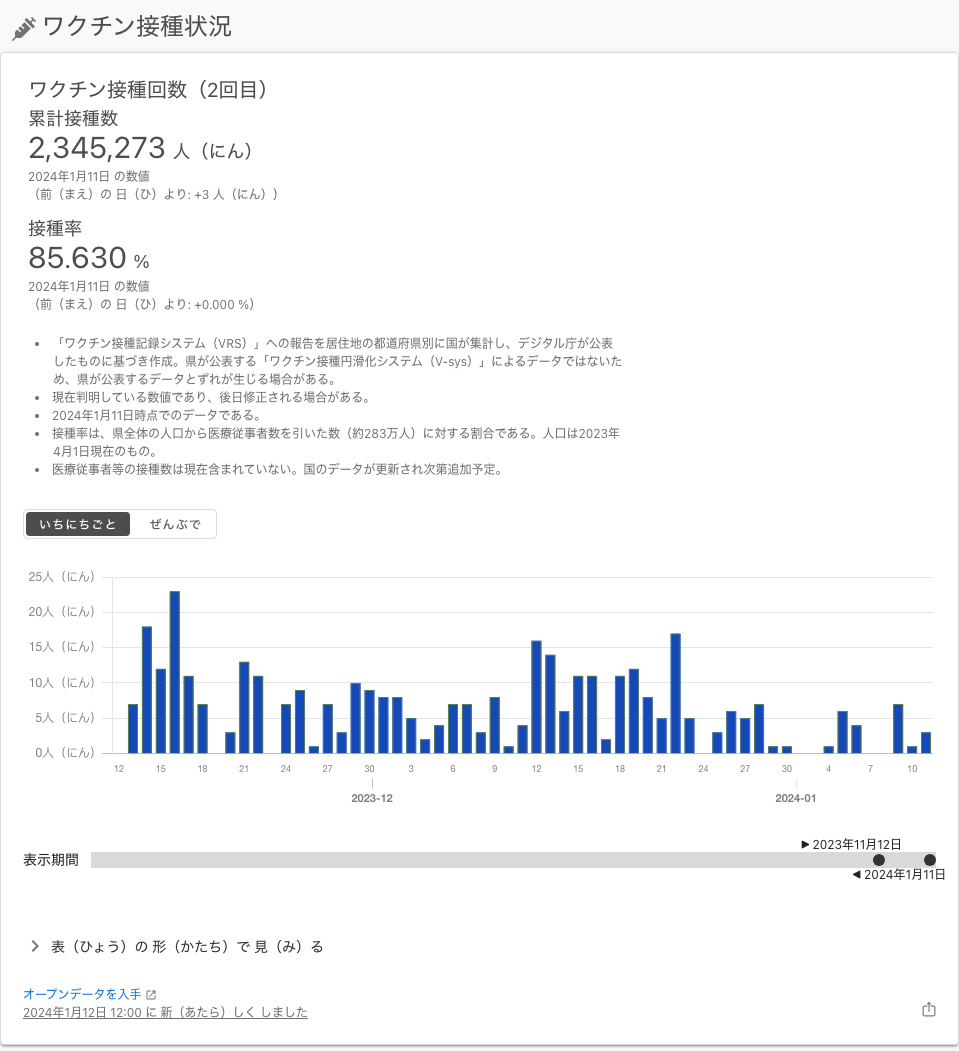 ワクチン接種状況
ワクチン接種回数（2回目）
累計接種数
2,345,273 人（にん）
2024年1月11日 の数値
（前（まえ）の 日（ひ）より: +3 人（にん））
接種率
85.630 %
2024年1月11日 の数値
（前（まえ）の 日（ひ）より: +0.000 %）
• 「ワクチン接種記録システム（VRS）」への報告を居住地の都道府県別に国が集計し、デジタル庁が公表
したものに基づき作成。県が公表する「ワクチン接種円滑化システム（V-sys）」によるデータではないた
め、県が公表するデータとずれが生じる場合がある。
• 現在判明している数値であり、後日修正される場合がある。
• 2024年1月11日時点でのデータである。
• 接種率は、県全体の人口から医療従事者数を引いた数（約283万人）に対する割合である。人口は2023年
4月1日現在のもの。
• 医療従事者等の接種数は現在含まれていない。国のデータが更新され次第追加予定。
いちにちごと ぜんぶで
25人（にん）
20人（にん）
15人（にん）
10人（にん）
5人（にん）
0人（にん）
12 15 18 21 24 27 30 3 6 9 12 15 18 21 24 27 30 4 7 10
2023-12 2024-01
▶ 2023年11月12日
表示期間
◀ 2024年1月11日
表（ひょう）の 形（かたち）で 見（み）る
オープンデータを入手
2024年1月12日 12:00 に 新（あたら）しく しました